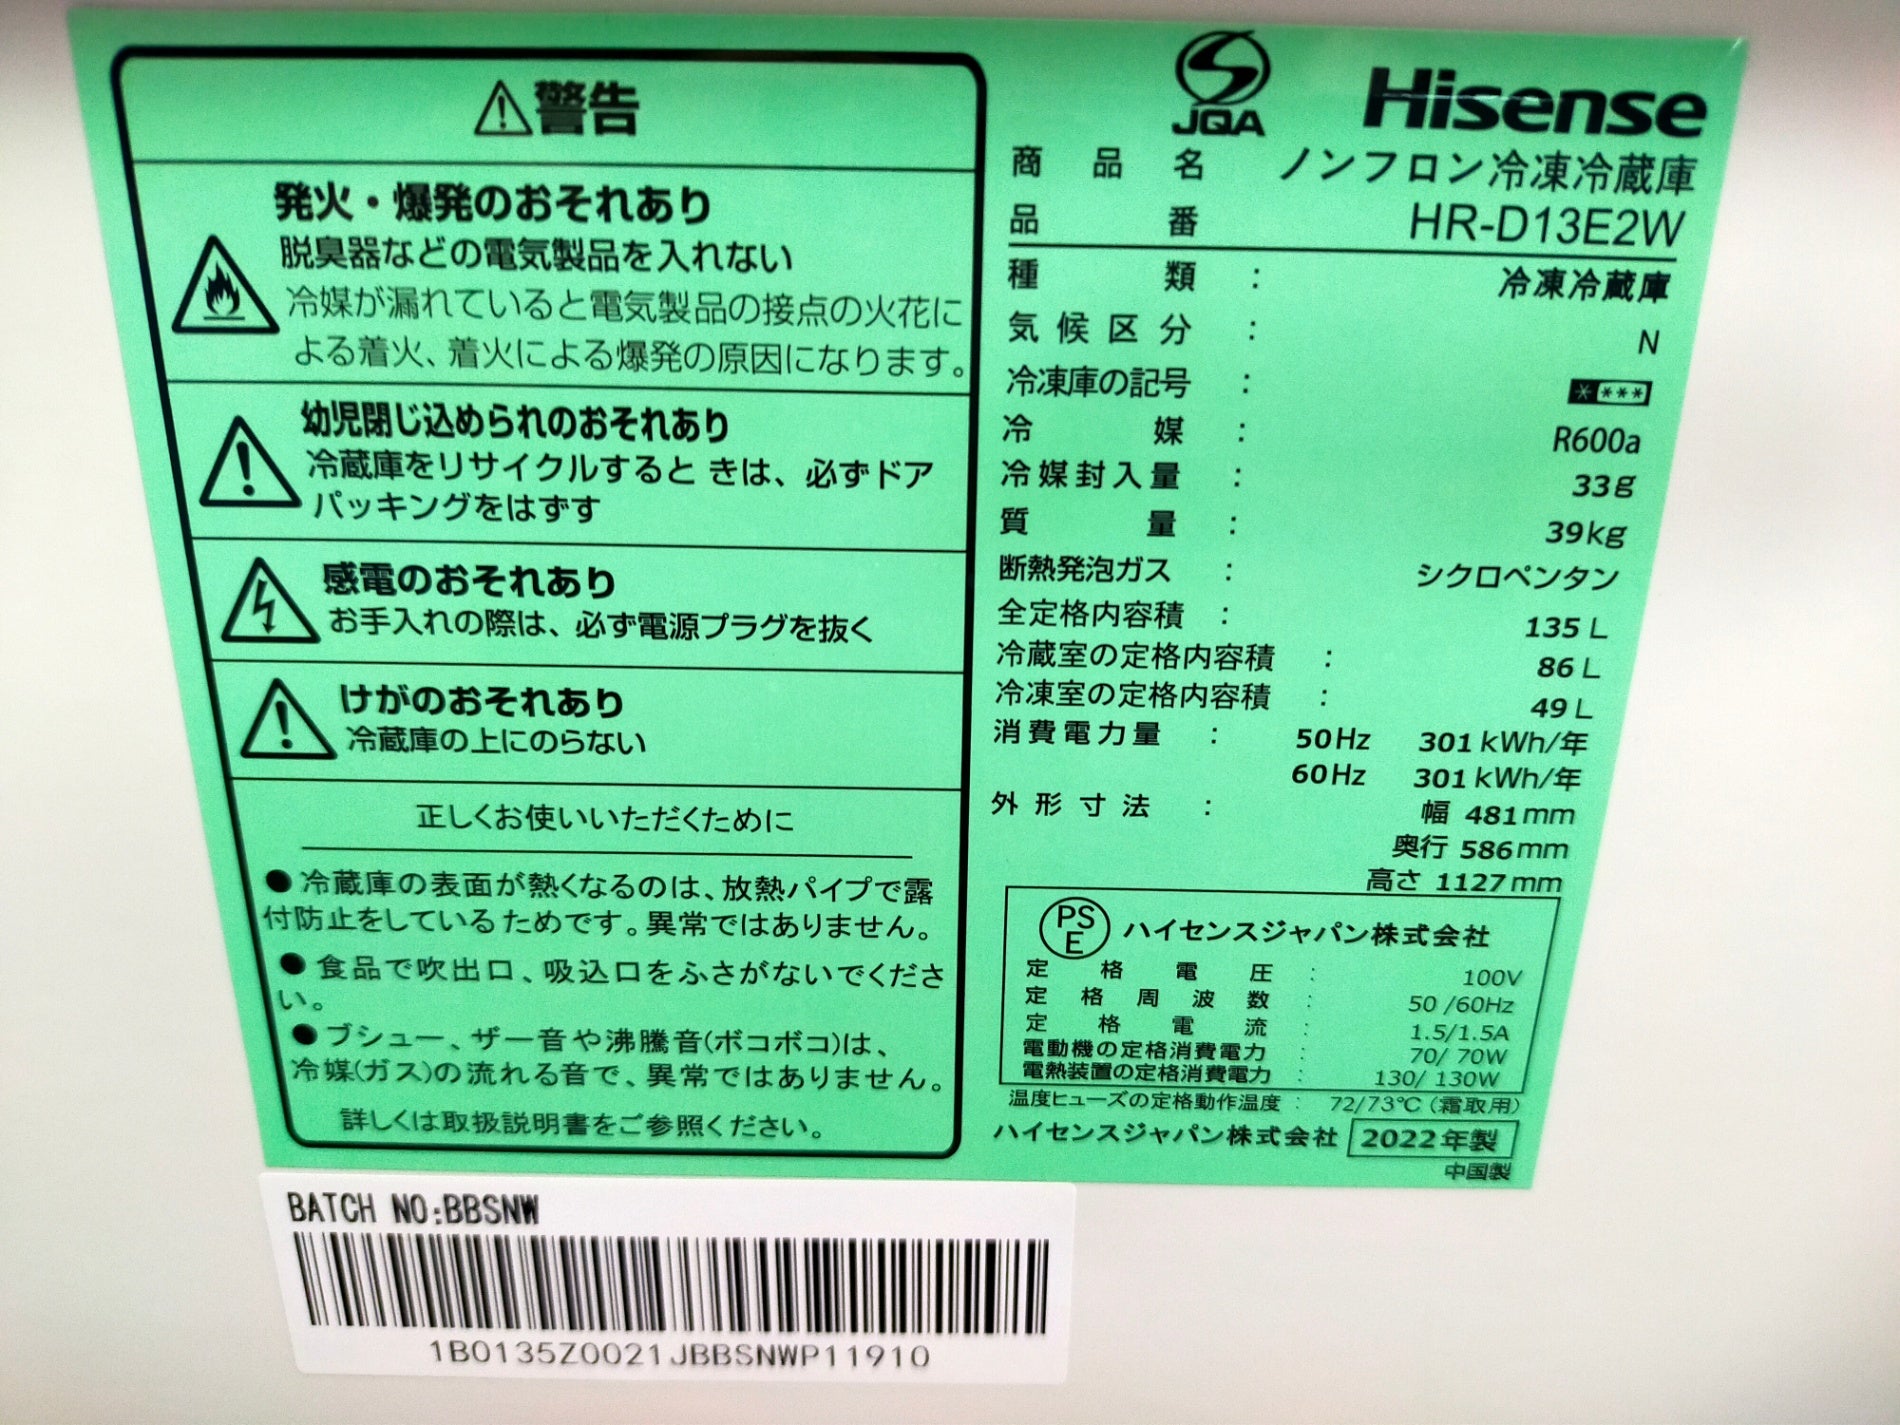 警告
発火・爆発のおそれあり
脱臭器などの電気製品を入れない
冷媒が漏れていると電気製品の接点の火花に
よる着火、着火による爆発の原因になります。
幼児閉じ込められのおそれあり
冷蔵庫をリサイクルすると きは、必ずドア
パッキングをはずす
感電のおそれあり
お手入れの際は、必ず電源プラグを抜く
けがのおそれあり
冷蔵庫の上にのらない
正しくお使いいただくために
●冷蔵庫の表面が熱くなるのは、放熱パイプで露
付防止をしているためです。異常ではありません。
●食品で吹出口、吸込口をふさがないでくださ
い。
●ブシュー、ザー音や沸騰音(ボコボコ)は、
冷媒(ガス)の流れる音で、異常ではありません。
詳しくは取扱説明書をご参照ください。
JQA
Hisense
商品名 ノンフロン冷凍冷蔵庫
品番 HR-D13E2W
種類 : 冷凍冷蔵庫
気候区分 : N
冷凍庫の記号 : ****
冷媒 : R600a
冷媒封入量 : 33g
質量 : 39kg
断熱発泡ガス : シクロペンタン
全定格内容積 : 135 L
冷蔵室の定格内容積 : 86 L
冷凍室の定格内容積 : 49 L
消費電力量 : 50Hz 301 kWh/年
60Hz 301 kWh/年
外形寸法 : 幅 481mm
奥行 586mm
高さ 1127mm
PSE ハイセンスジャパン株式会社
定格電圧 : 100V
定格周波数 : 50 /60Hz
定格電流 : 1.5/1.5A
電動機の定格消費電力 : 70/ 70W
電熱装置の定格消費電力 : 130/ 130W
温度ヒューズの定格動作温度 : 72/73℃(霜取用)
ハイセンスジャパン株式会社 2022年製
中国製
BATCH NO:BBSNW
1B0135Z0021JBBSNWP11910